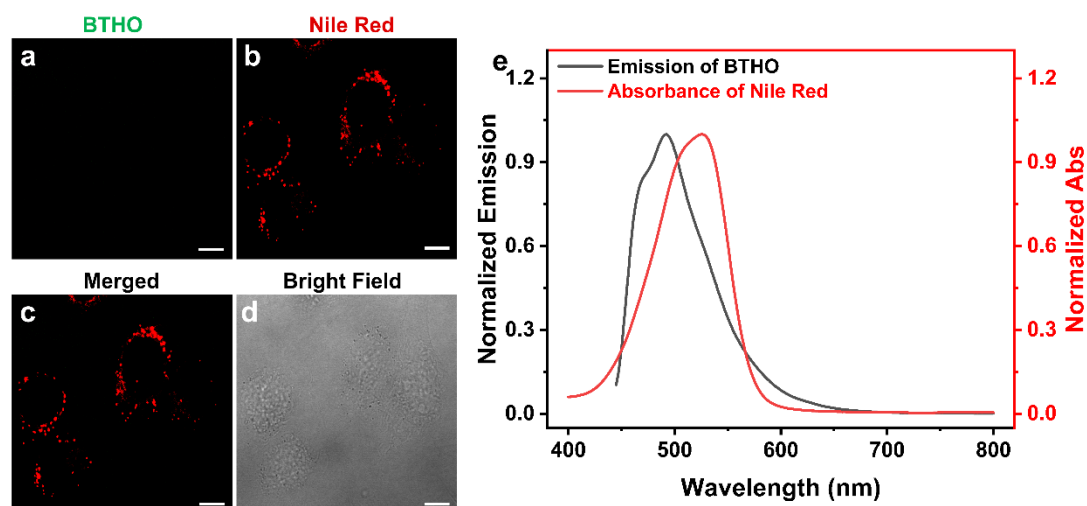 BTHO
Nile Red
a
b
Merged
Bright Field
c
d
e
Emission of BTHO
Absorbance of Nile Red
Normalized Emission
1.2
0.9
0.6
0.3
0.0
1.2
0.9
0.6
0.3
0.0
Normalized Abs
400
500
600
700
800
Wavelength (nm)